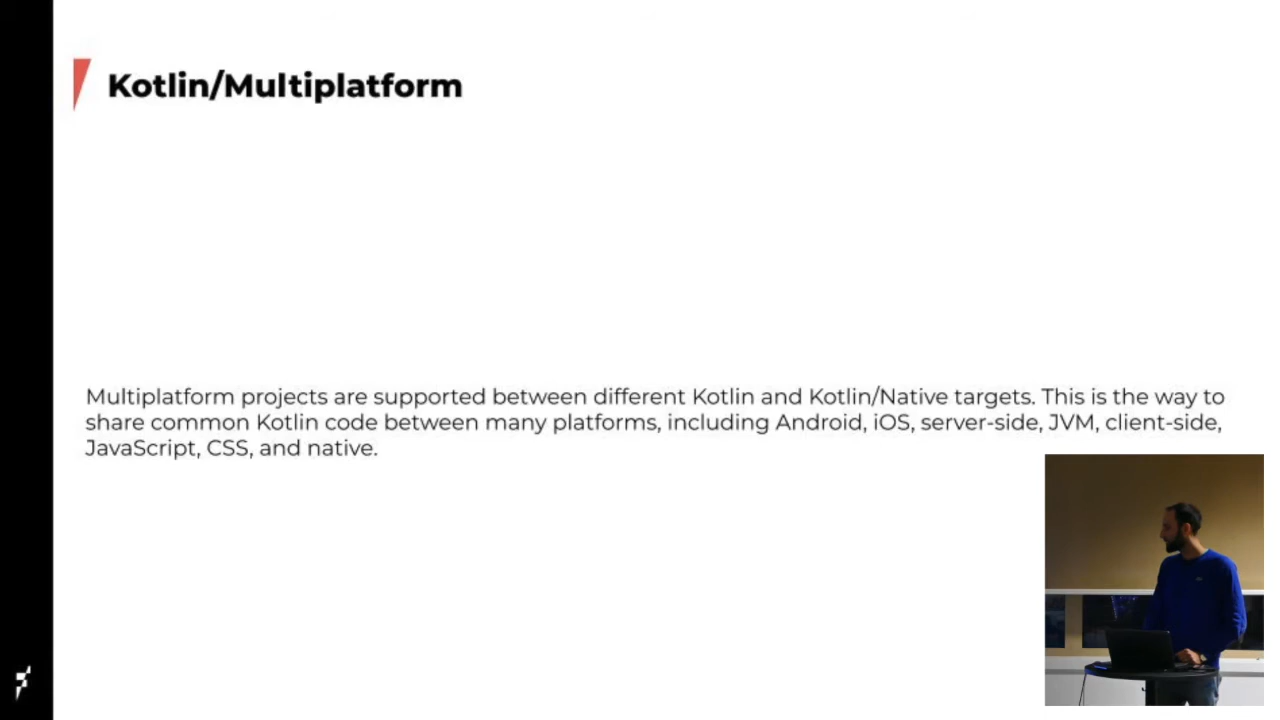 Kotlin/Multiplatform
Multiplatform projects are supported between different Kotlin and Kotlin/Native targets. This is the way to
share common Kotlin code between many platforms, including Android, iOS, server-side, JVM, client-side,
JavaScript, CSS, and native.